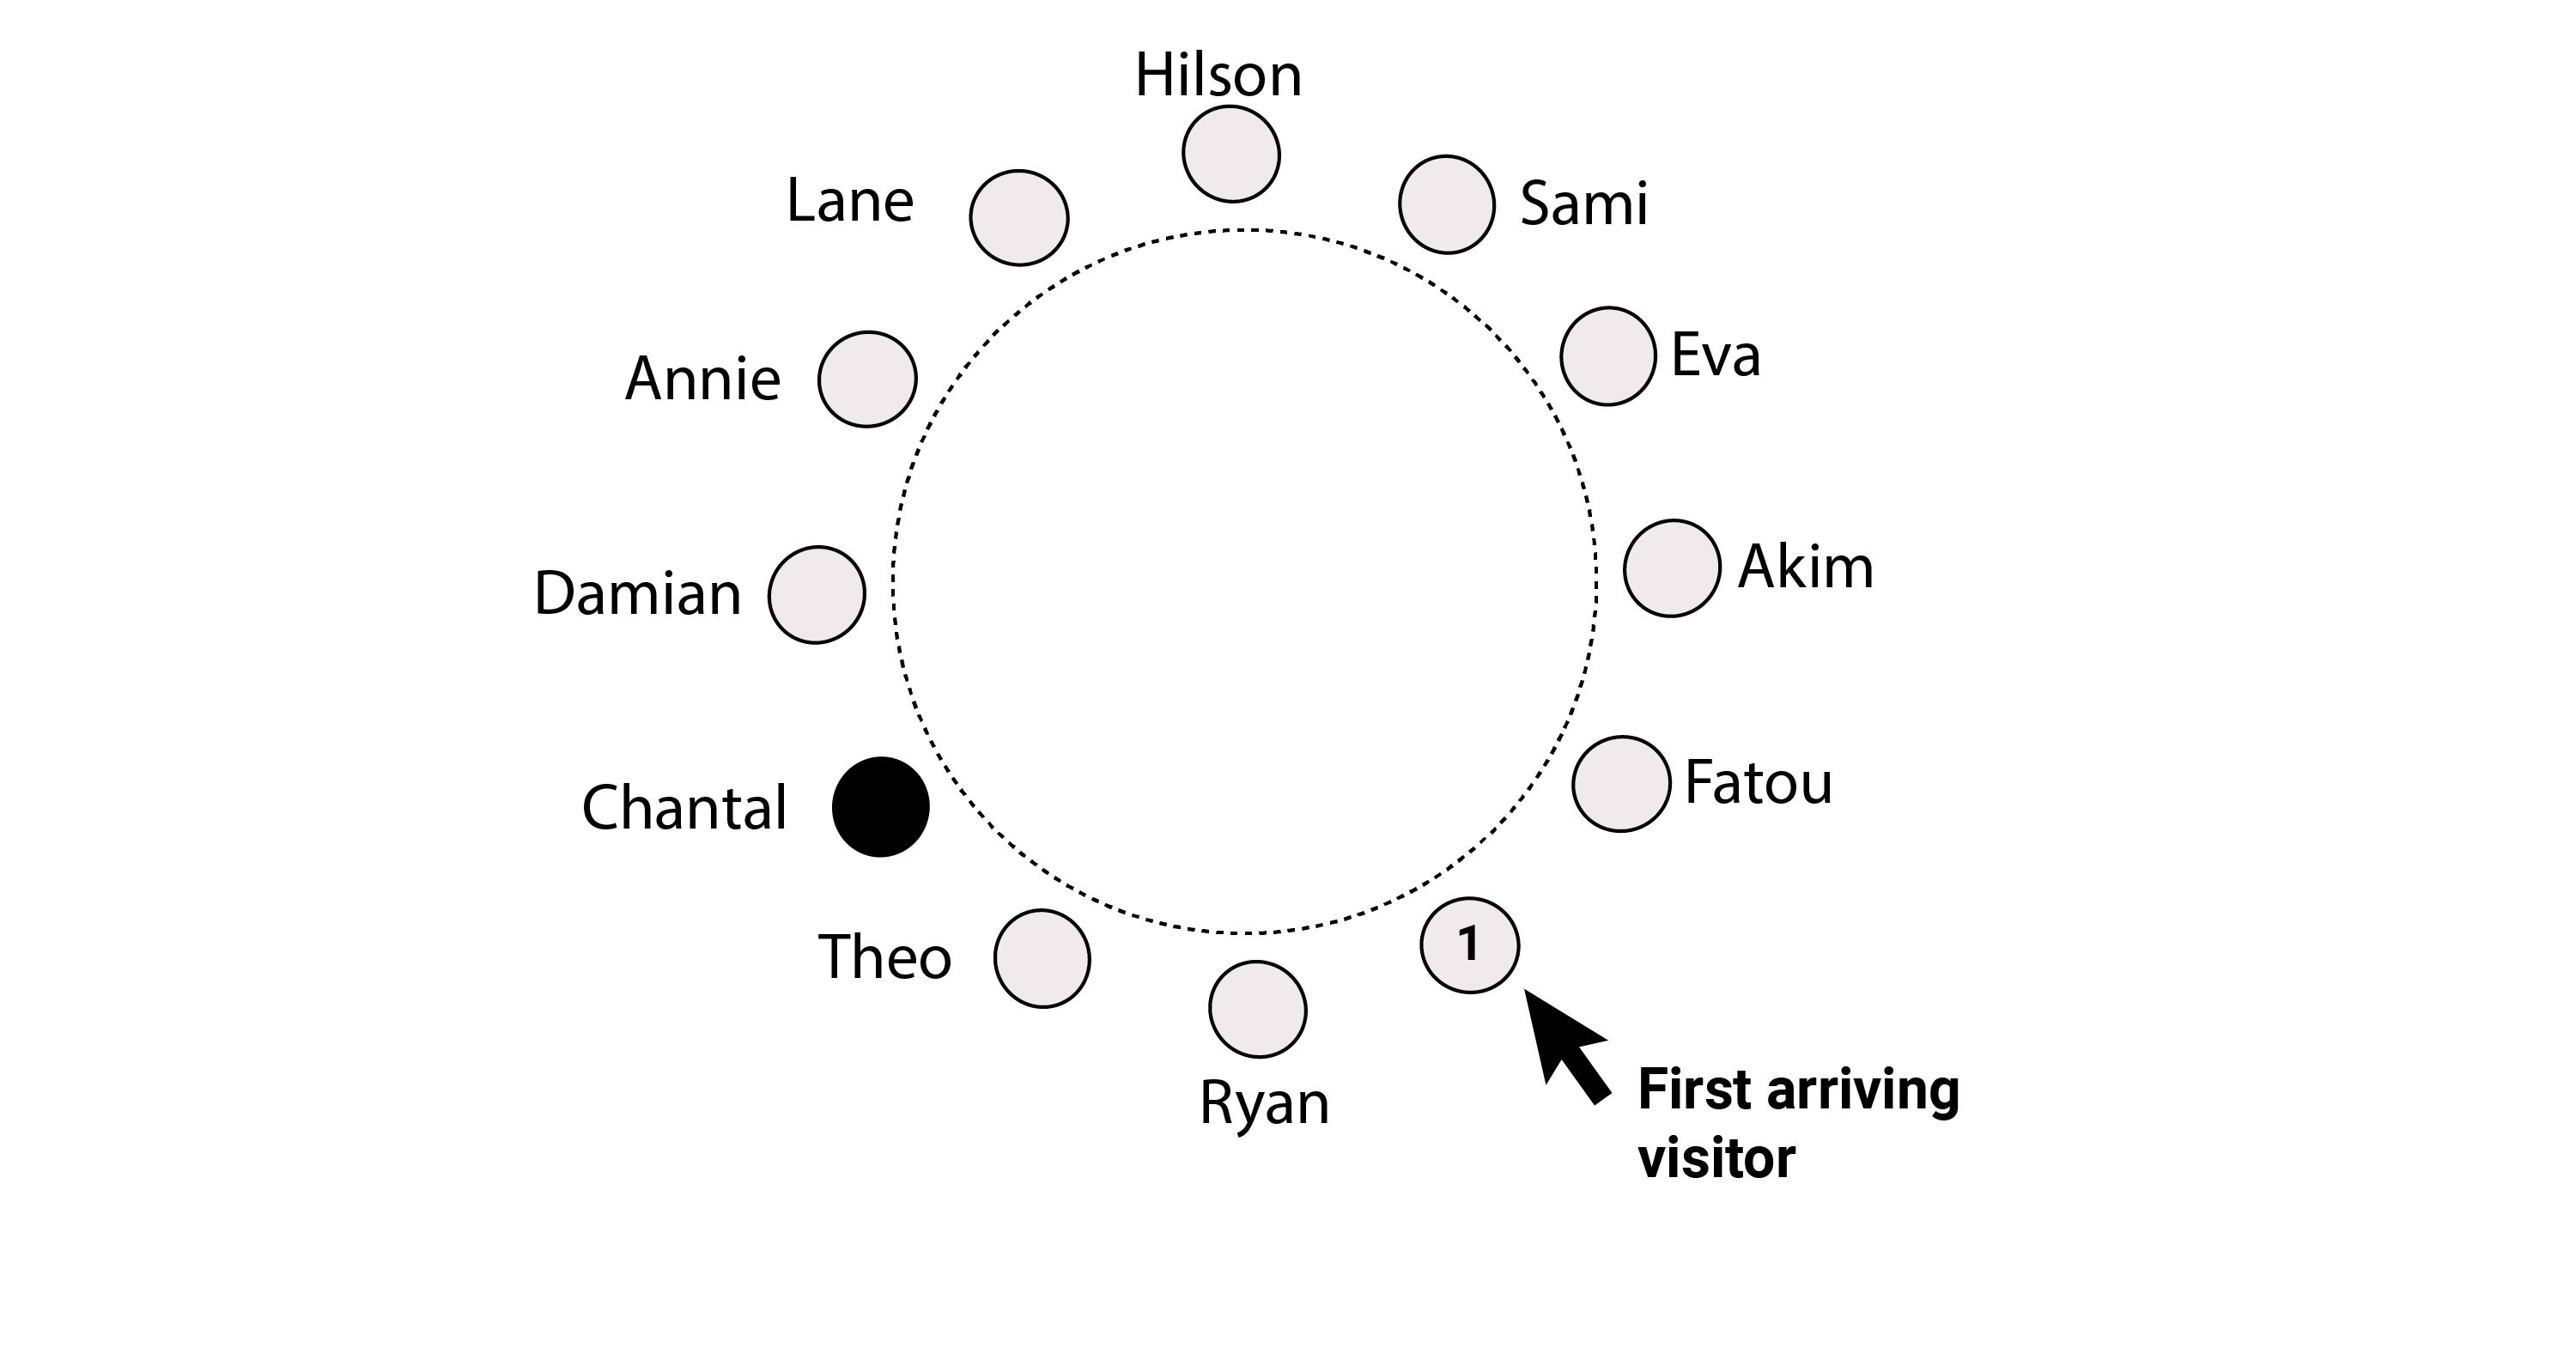 Hilson
Lane
Sami
Eva
Annie
Akim
Damian
Fatou
Chantal
1
Theo
Ryan
First arriving
visitor